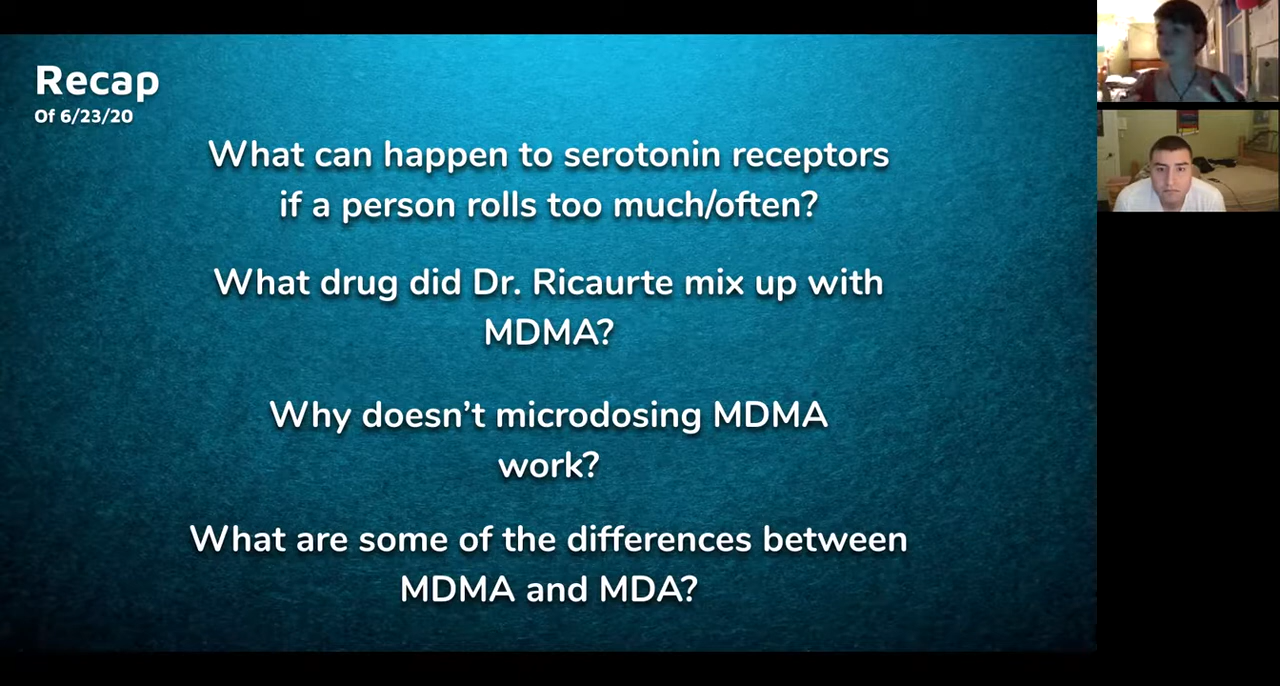 Recap
Of 6/23/20
What can happen to serotonin receptors
if a person rolls too much/often?
What drug did Dr. Ricaurte mix up with
MDMA?
Why doesn’t microdosing MDMA
work?
What are some of the differences between
MDMA and MDA?